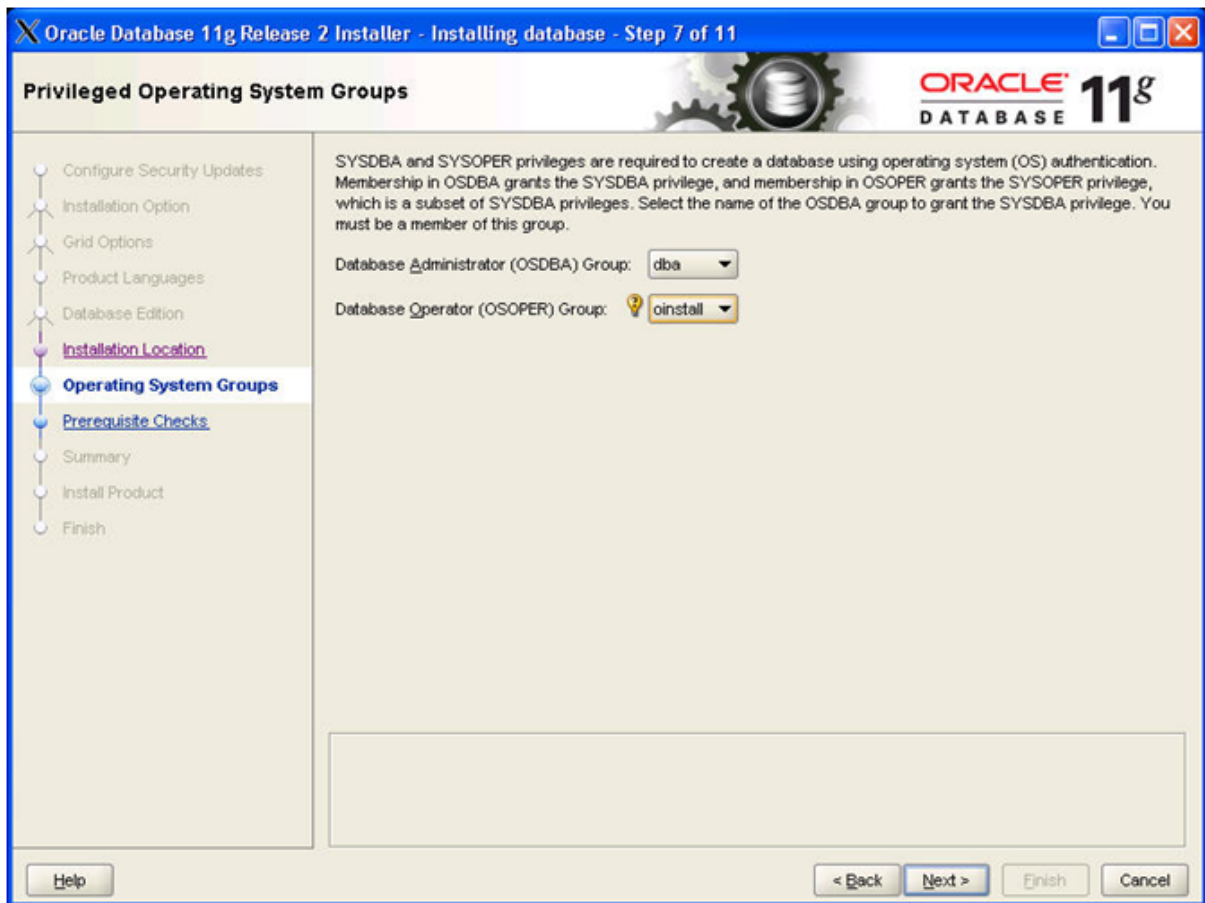 Oracle Database 11g Release 2 Installer - Installing database - Step 7 of 11
Privileged Operating System Groups
ORACLE DATABASE 11g
Configure Security Updates
Installation Option
Grid Options
Product Languages
Database Edition
Installation Location
Operating System Groups
Prerequisite Checks
Summary
Install Product
Finish
SYSDBA and SYSOPER privileges are required to create a database using operating system (OS) authentication.
Membership in OSDBA grants the SYSDBA privilege, and membership in OSOPER grants the SYSOPER privilege,
which is a subset of SYSDBA privileges. Select the name of the OSDBA group to grant the SYSDBA privilege. You
must be a member of this group.
Database Administrator (OSDBA) Group: dba
Database Operator (OSOPER) Group: oinstall
Help
< Back Next > Finish Cancel